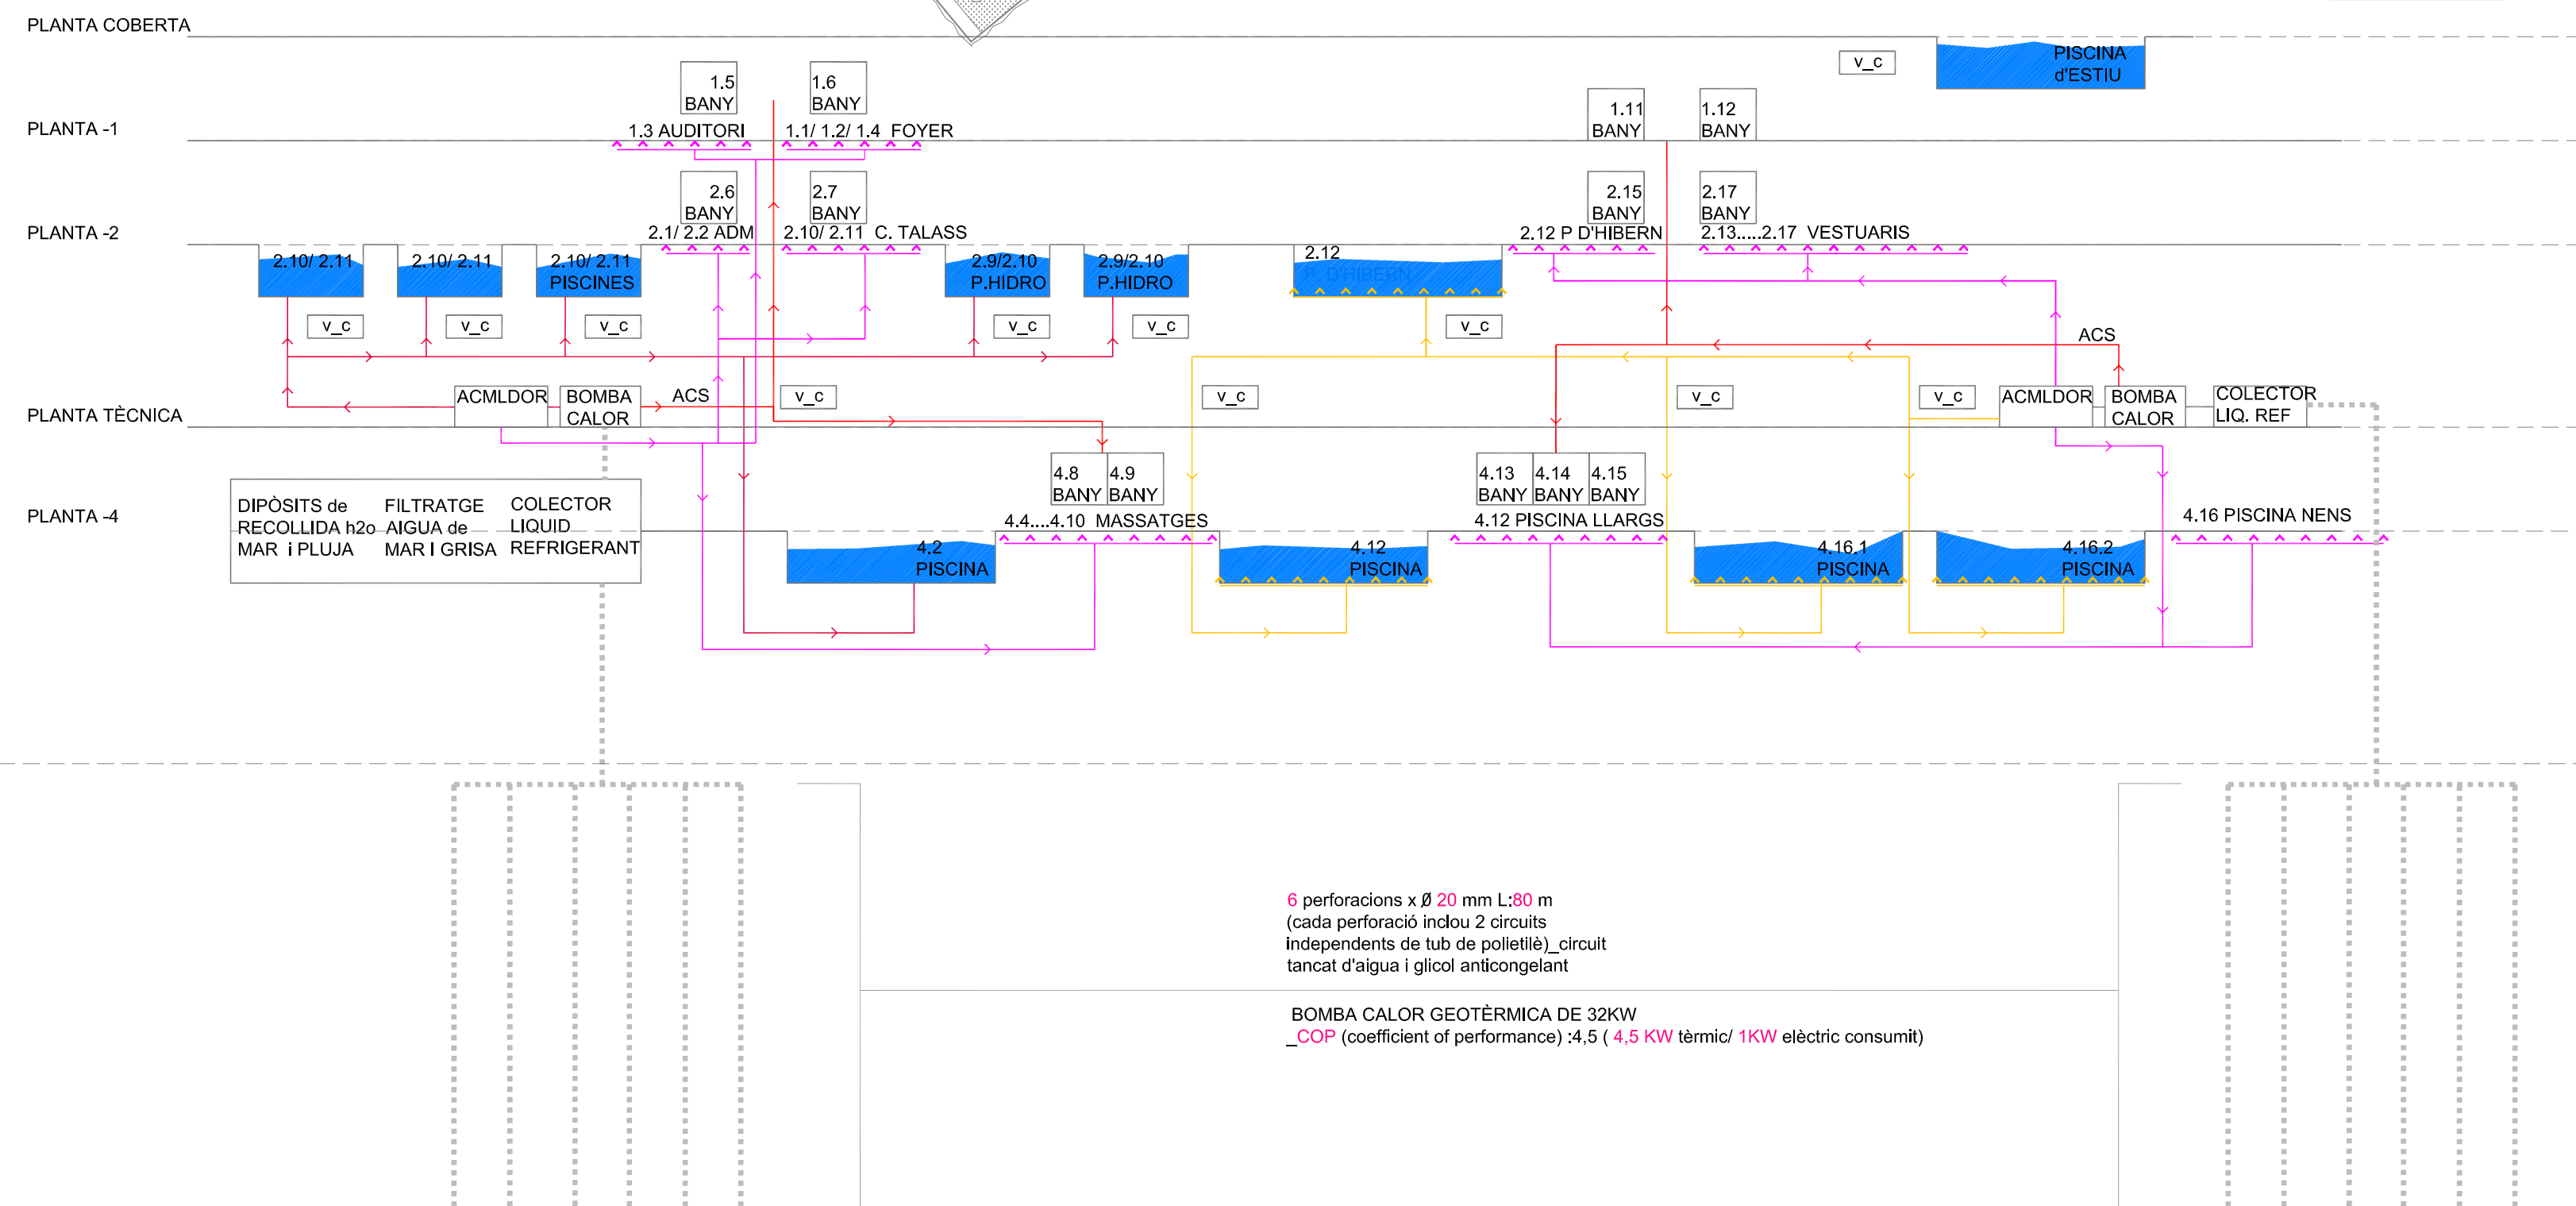 PLANTA COBERTA
v_c
PISCINA
d'ESTIU
1.5
BANY
1.6
BANY
1.11
BANY
1.12
BANY
PLANTA -1
1.3 AUDITORI
1.1/ 1.2/ 1.4 FOYER
2.6
BANY
2.7
BANY
2.15
BANY
2.17
BANY
PLANTA -2
2.1/ 2.2 ADM
2.10/ 2.11 C. TALASS
2.12 P D'HIBERN
2.13.....2.17 VESTUARIS
2.10/ 2.11
2.10/ 2.11
2.10/ 2.11
PISCINES
2.9/2.10
P.HIDRO
2.9/2.10
P.HIDRO
2.12
P. D'HIBERN
v_c
v_c
v_c
v_c
v_c
v_c
ACS
PLANTA TÈCNICA
ACMLDOR
BOMBA
CALOR
ACS
v_c
v_c
v_c
v_c
ACMLDOR
BOMBA
CALOR
COLECTOR
LIQ. REF
4.8
BANY
4.9
BANY
4.13
BANY
4.14
BANY
4.15
BANY
PLANTA -4
DIPÒSITS de
RECOLLIDA h2o
MAR i PLUJA
FILTRATGE
AIGUA de
MAR I GRISA
COLECTOR
LIQUID
REFRIGERANT
4.2
PISCINA
4.4....4.10 MASSATGES
4.12
PISCINA
4.12 PISCINA LLARGS
4.16.1
PISCINA
4.16.2
PISCINA
4.16 PISCINA NENS
6 perforacions x Ø 20 mm L:80 m
(cada perforació inclou 2 circuits
independents de tub de polietilè)_circuit
tancat d'aigua i glicol anticongelant
BOMBA CALOR GEOTÈRMICA DE 32KW
_COP (coefficient of performance) :4,5 ( 4,5 KW tèrmic/ 1KW elèctric consumit)